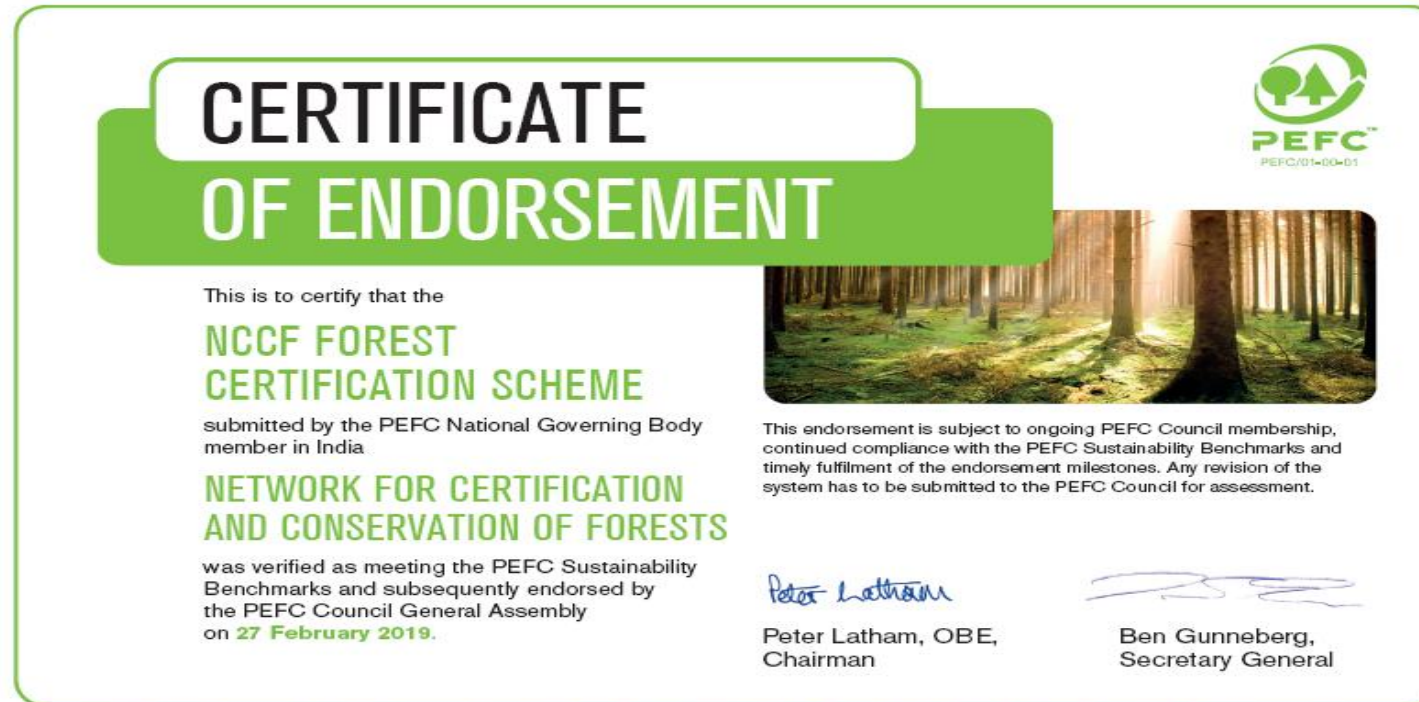 CERTIFICATE
OF ENDORSEMENT
PEFC™
PEFC/01-00-01
This is to certify that the
NCCF FOREST
CERTIFICATION SCHEME
submitted by the PEFC National Governing Body
member in India
NETWORK FOR CERTIFICATION
AND CONSERVATION OF FORESTS
was verified as meeting the PEFC Sustainability
Benchmarks and subsequently endorsed by
the PEFC Council General Assembly
on 27 February 2019.
This endorsement is subject to ongoing PEFC Council membership,
continued compliance with the PEFC Sustainability Benchmarks and
timely fulfilment of the endorsement milestones. Any revision of the
system has to be submitted to the PEFC Council for assessment.
Peter Latham
Peter Latham, OBE,
Chairman
Ben Gunneberg,
Secretary General